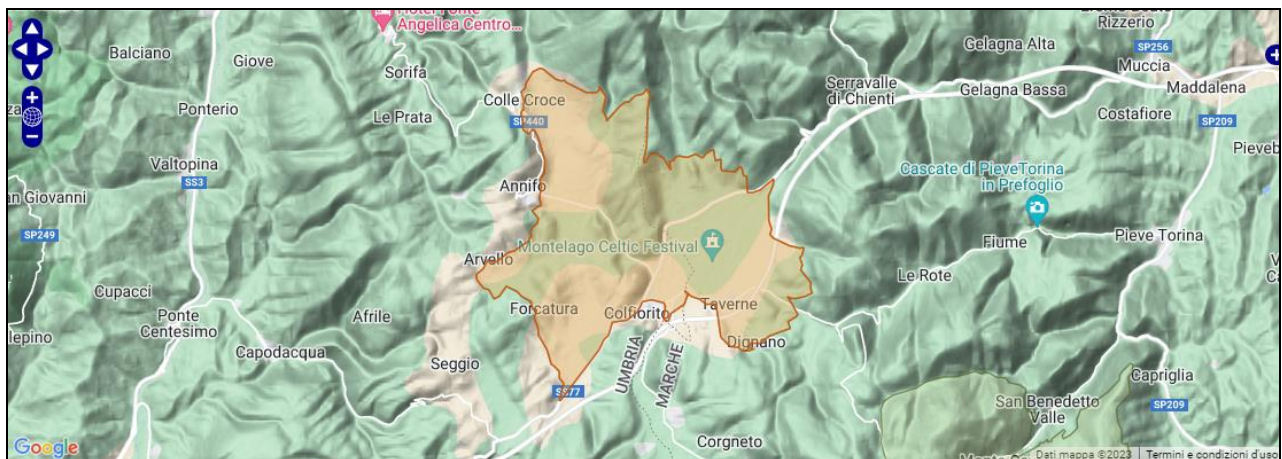 Rizzerio
Angelica Centro...
Balciano
Giove
Gelagna Alta
SP256
Muccia
Sorifa
Serravalle
di Chienti
Gelagna Bassa
Maddalena
Colle Croce
Ponterio
Le Prata
SP440
Costafiore
SP209
Valtopina
SS3
Annifo
Cascate di PieveTorina
in Prefoglio
San Giovanni
SP249
Montelago Celtic Festival
Fiume
Pieve Torina
Arvello
Le Rote
Cupacci
Forcatura
Colfiorito
Taverne
Ponte
Centesimo
Afrile
Dignano
Capodacqua
Seggio
UMBRIA
MARCHE
SS77
Capriglia
San Benedetto
Valle
SP209
Corgneto
Google
Dati mappa ©2023
Termini e condizioni d'uso